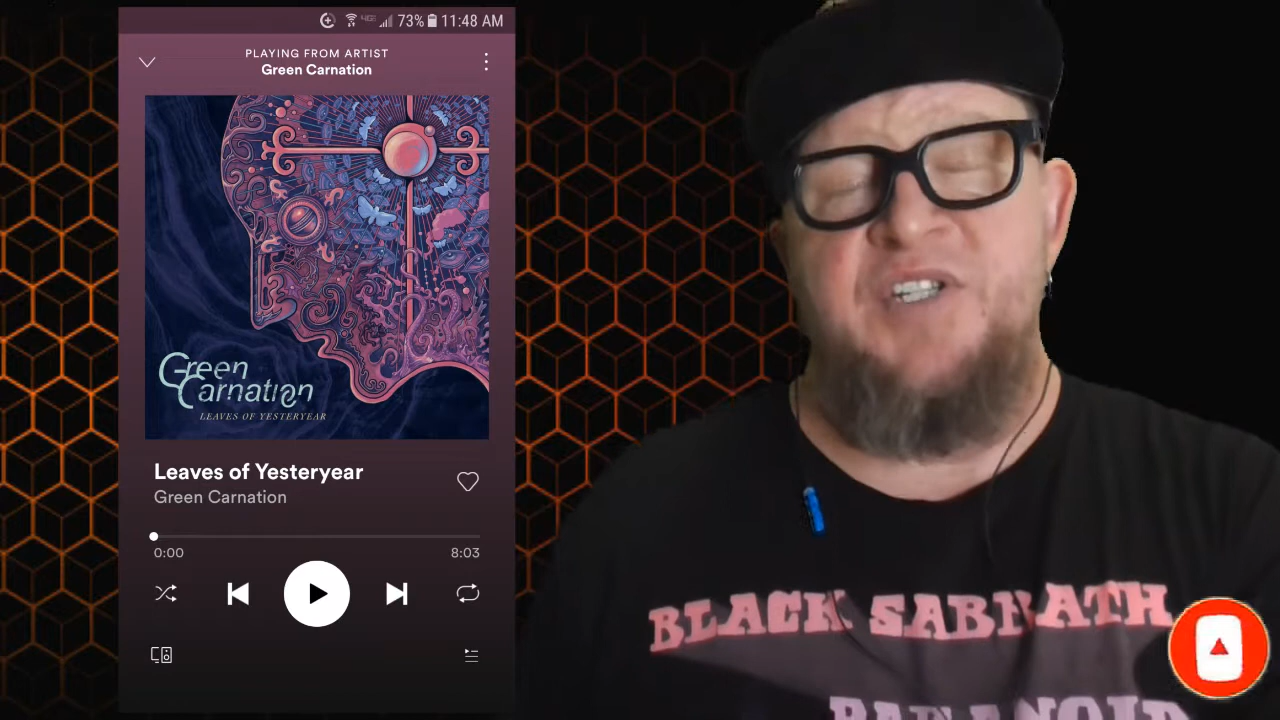 73% 11:48 AM
PLAYING FROM ARTIST
Green Carnation
Green
Carnation
LEAVES OF YESTERYEAR
Leaves of Yesteryear
Green Carnation
0:00 8:03
BLACK SABBATH
PARANOID